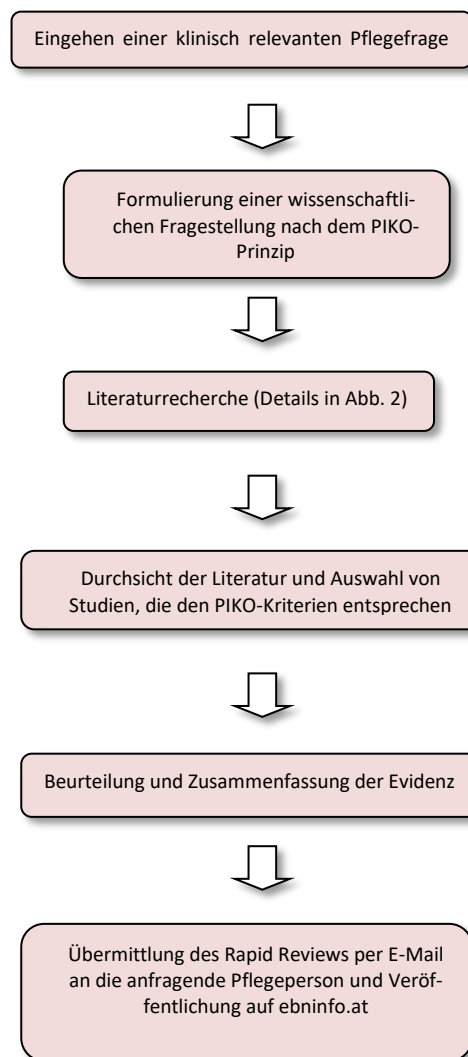 Eingehen einer klinisch relevanten Pflegefrage
Formulierung einer wissenschaftli-
chen Fragestellung nach dem PIKO-
Prinzip
Literaturrecherche (Details in Abb. 2)
Durchsicht der Literatur und Auswahl von
Studien, die den PIKO-Kriterien entsprechen
Beurteilung und Zusammenfassung der Evidenz
Übermittlung des Rapid Reviews per E-Mail
an die anfragende Pflegeperson und Veröf-
fentlichung auf ebninfo.at